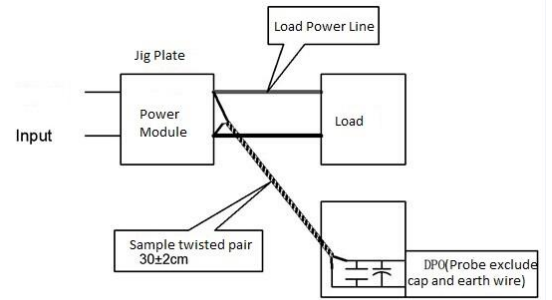 Load Power Line
Jig Plate
Power
Module
Load
Input
Sample twisted pair
30±2cm
DPO(Probe exclude
cap and earth wire)